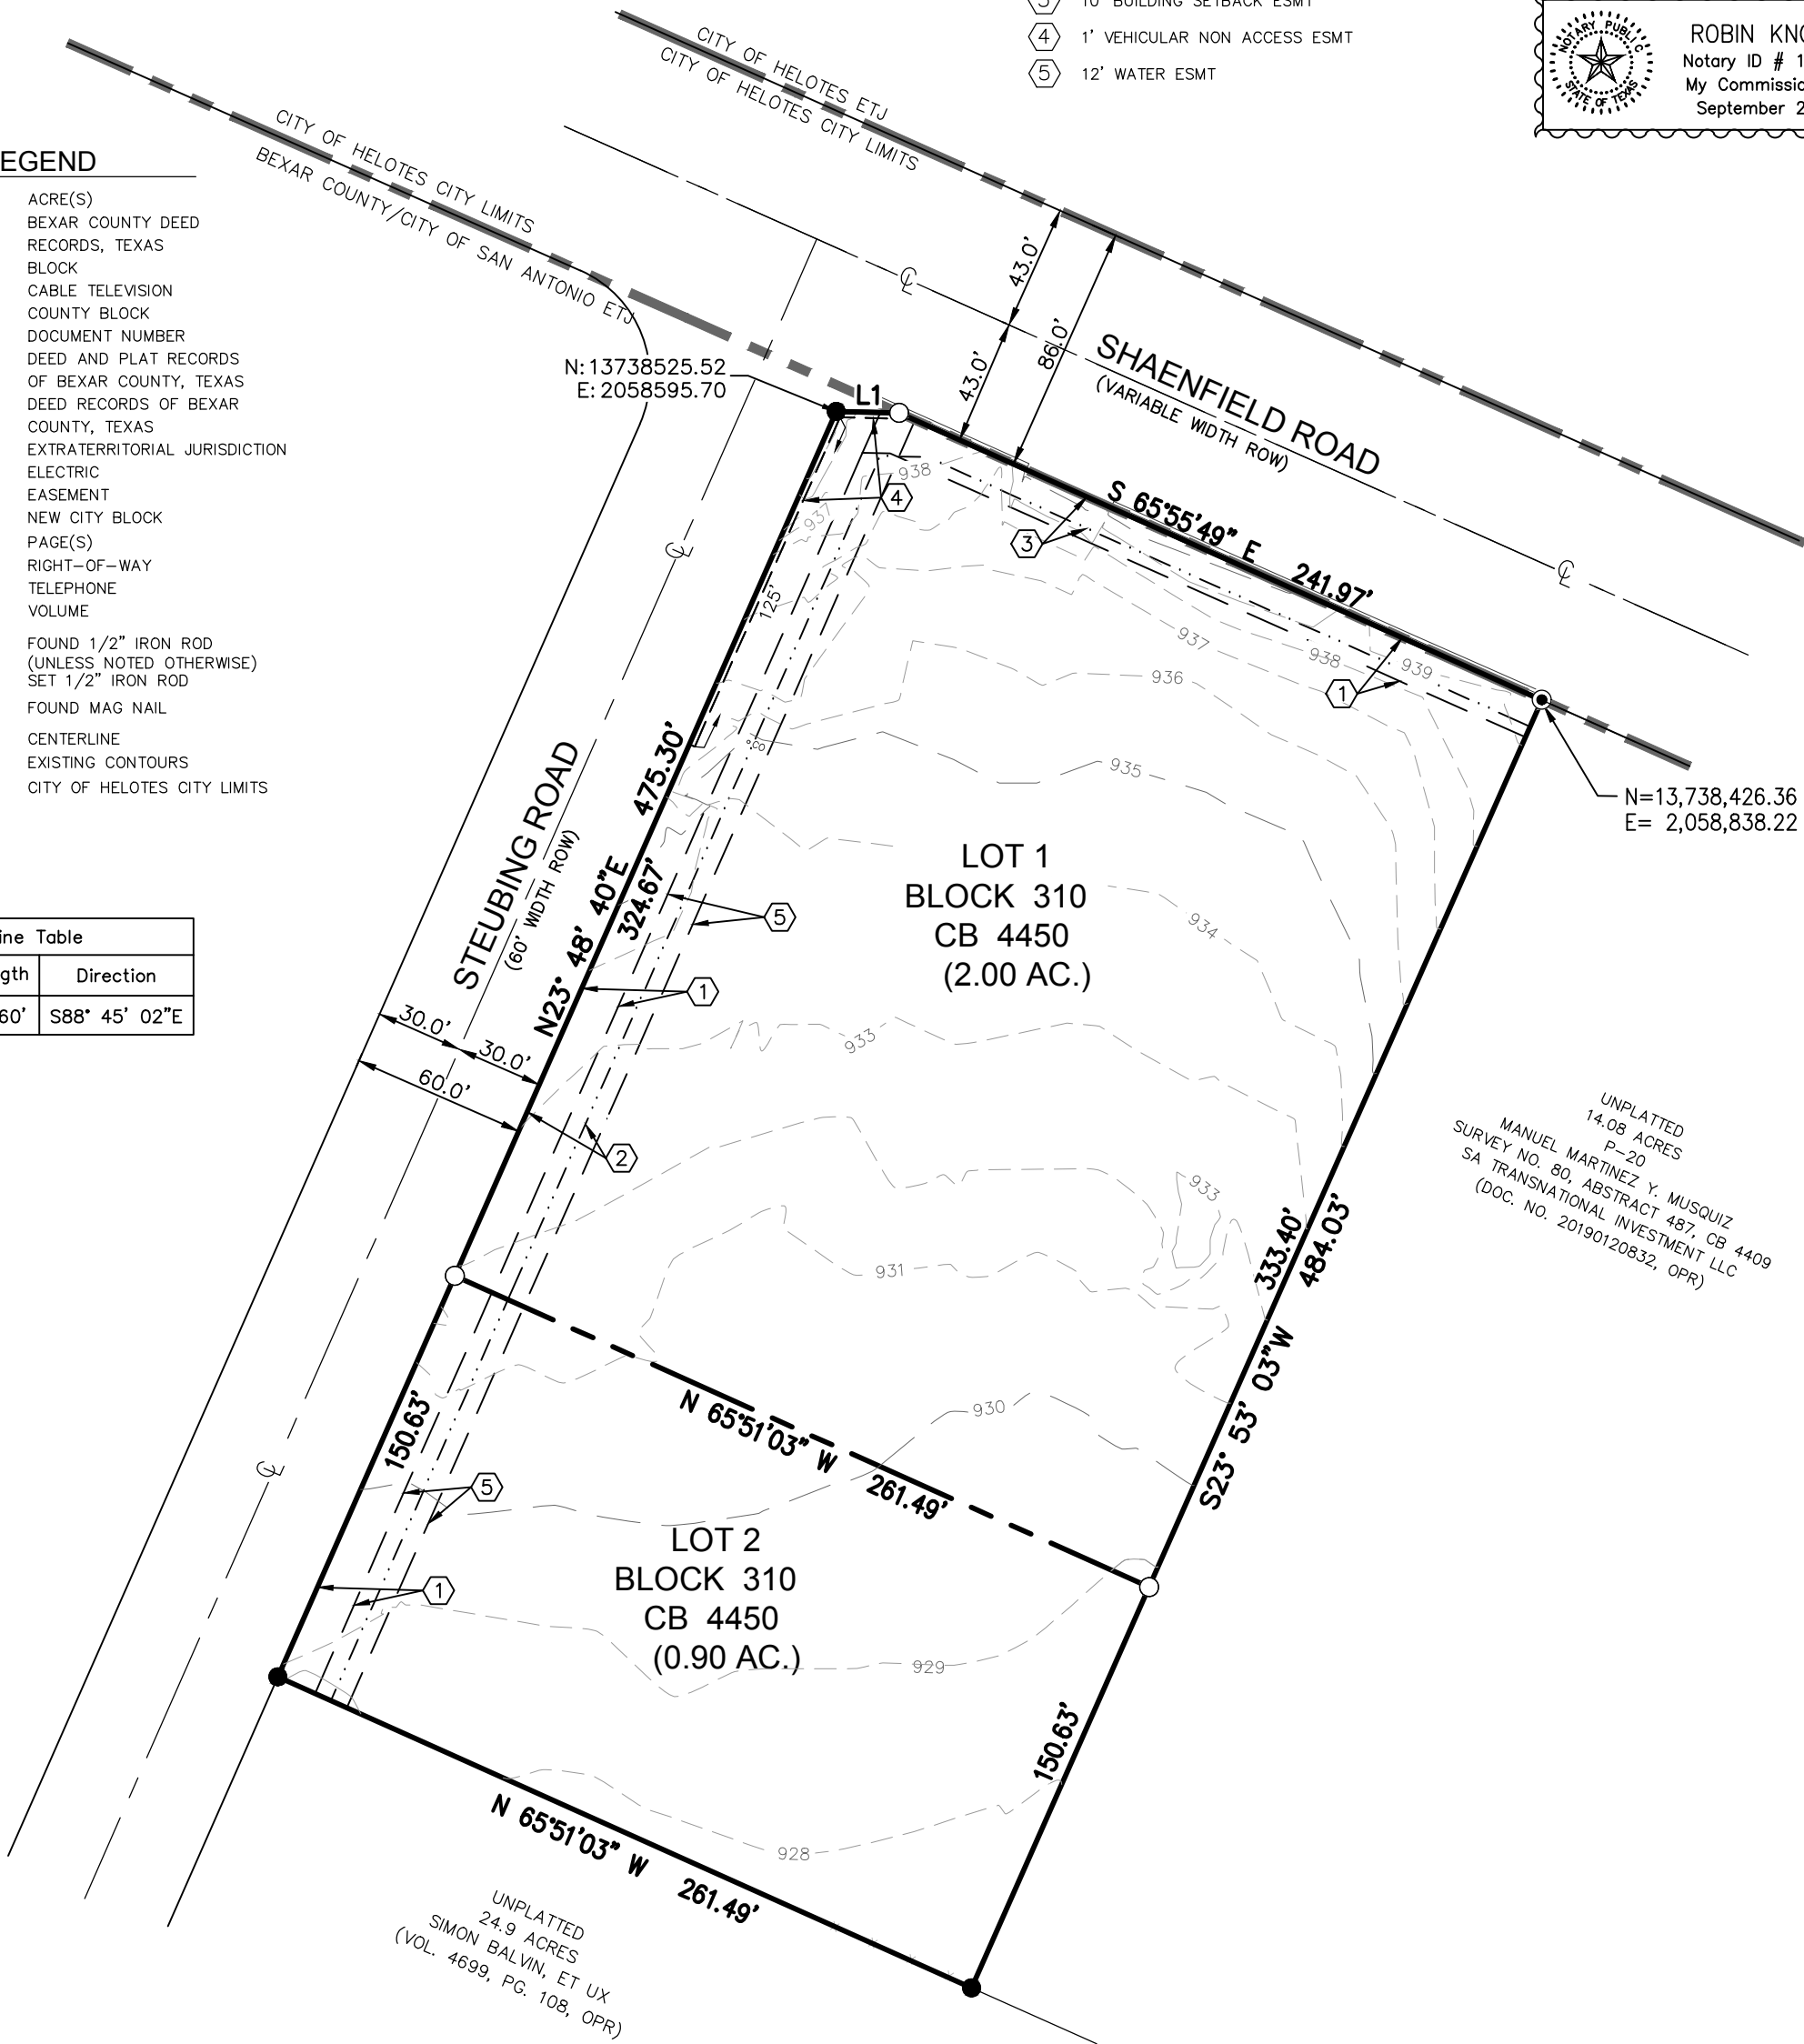 10' BUILDING SETBACK ESMT
4 1' VEHICULAR NON ACCESS ESMT
5 12' WATER ESMT
NOTARY PUBLIC
STATE OF TEXAS
Notary ID #
September
ROBIN
My
CITY OF HELOTES ETJ
CITY OF HELOTES CITY LIMITS
CITY OF HELOTES CITY LIMITS
BEXAR COUNTY/CITY OF SAN ANTONIO ETJ
ACRE(S)
BEXAR COUNTY DEED
RECORDS, TEXAS
BLOCK
CABLE TELEVISION
COUNTY BLOCK
DOCUMENT NUMBER
DEED AND PLAT RECORDS
OF BEXAR COUNTY, TEXAS
DEED RECORDS OF BEXAR
COUNTY, TEXAS
EXTRATERRITORIAL JURISDICTION
ELECTRIC
EASEMENT
NEW CITY BLOCK
PAGE(S)
RIGHT-OF-WAY
TELEPHONE
VOLUME
FOUND 1/2" IRON ROD
(UNLESS NOTED OTHERWISE)
SET 1/2" IRON ROD
FOUND MAG NAIL
CENTERLINE
EXISTING CONTOURS
CITY OF HELOTES CITY LIMITS
Table
Direction
60' S88° 45' 02"E
N:13738525.52
E: 2058595.70
L1
43.0'
43.0'
86.0'
SHAENFIELD ROAD
(VARIABLE WIDTH ROW)
S 65°55'49" E 241.97'
4
3
1
938
937
937
938
939
936
935
934
933
933
931
930
929
928
125'
N=13,738,426.36
E= 2,058,838.22
STEUBING ROAD
(60' WIDTH ROW)
N23° 48' 40"E 475.30'
324.67'
30.0'
30.0'
60.0'
5
1
2
LOT 1
BLOCK 310
CB 4450
(2.00 AC.)
UNPLATTED
14.08 ACRES
P-20
MANUEL MARTINEZ Y. MUSQUIZ
SURVEY NO. 80, ABSTRACT 487, CB 4409
SA TRANSNATIONAL INVESTMENT LLC
(DOC. NO. 20190120832, OPR)
333.40'
S23° 53' 03"W 484.03'
N 65°51'03" W 261.49'
150.63'
5
1
LOT 2
BLOCK 310
CB 4450
(0.90 AC.)
150.63'
N 65°51'03" W 261.49'
UNPLATTED
24.9 ACRES
SIMON BALVIN, ET UX
(VOL. 4699, PG. 108, OPR)